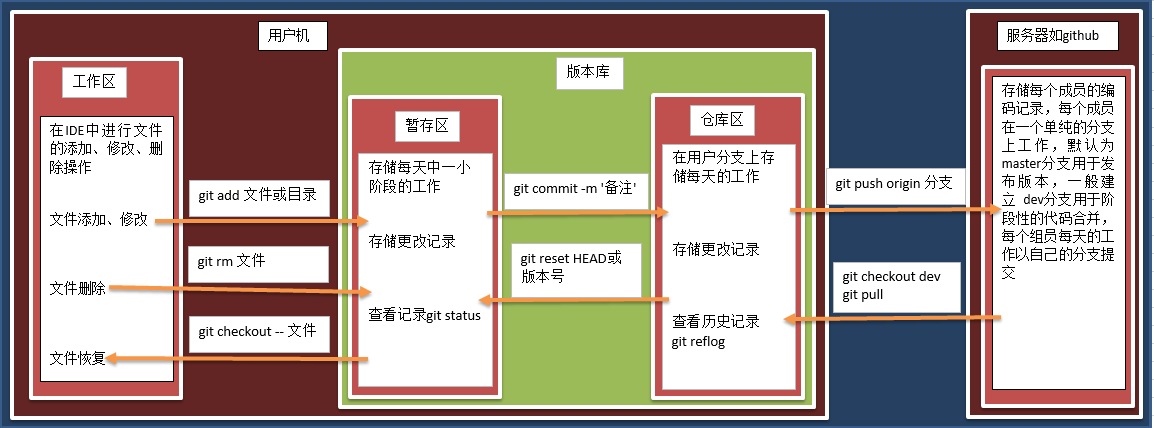 用户机
版本库
服务器如github
工作区
在IDE中进行文件
的添加、修改、删
除操作
文件添加、修改
文件删除
文件恢复
git add 文件或目录
git rm 文件
git checkout -- 文件
暂存区
存储每天中一小
阶段的工作
存储更改记录
查看记录git status
git commit -m '备注'
git reset HEAD或
版本号
仓库区
在用户分支上存
储每天的工作
存储更改记录
查看历史记录
git reflog
git push origin 分支
git checkout dev
git pull
存储每个成员的编
码记录，每个成员
在一个单纯的分支
上工作，默认为
master分支用于发
布版本，一般建
立 dev分支用于阶
段性的代码合并，
每个组员每天的工
作以自己的分支提
交